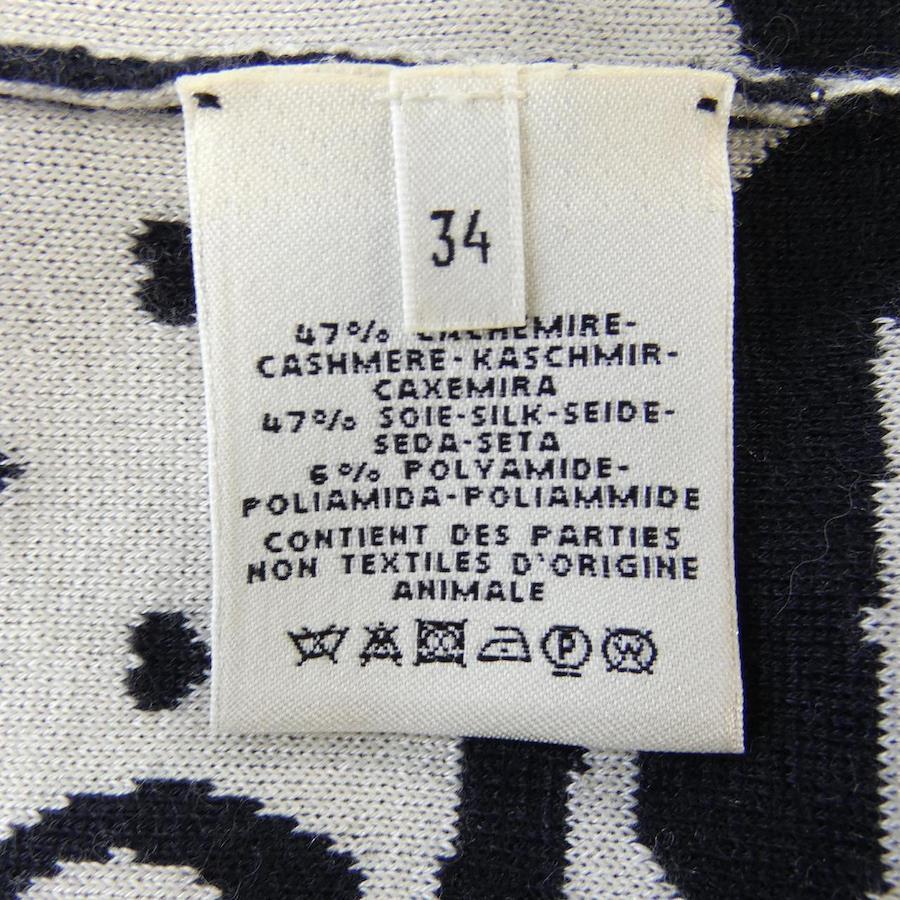 34
47% CACHEMIRE-
CASHMERE-KASCHMIR-
CAXEMIRA
47% SOIE-SILK-SEIDE-
SEDA-SETA
6% POLYAMIDE-
POLIAMIDA-POLIAMMIDE
CONTIENT DES PARTIES
NON TEXTILES D'ORIGINE
ANIMALE
P W